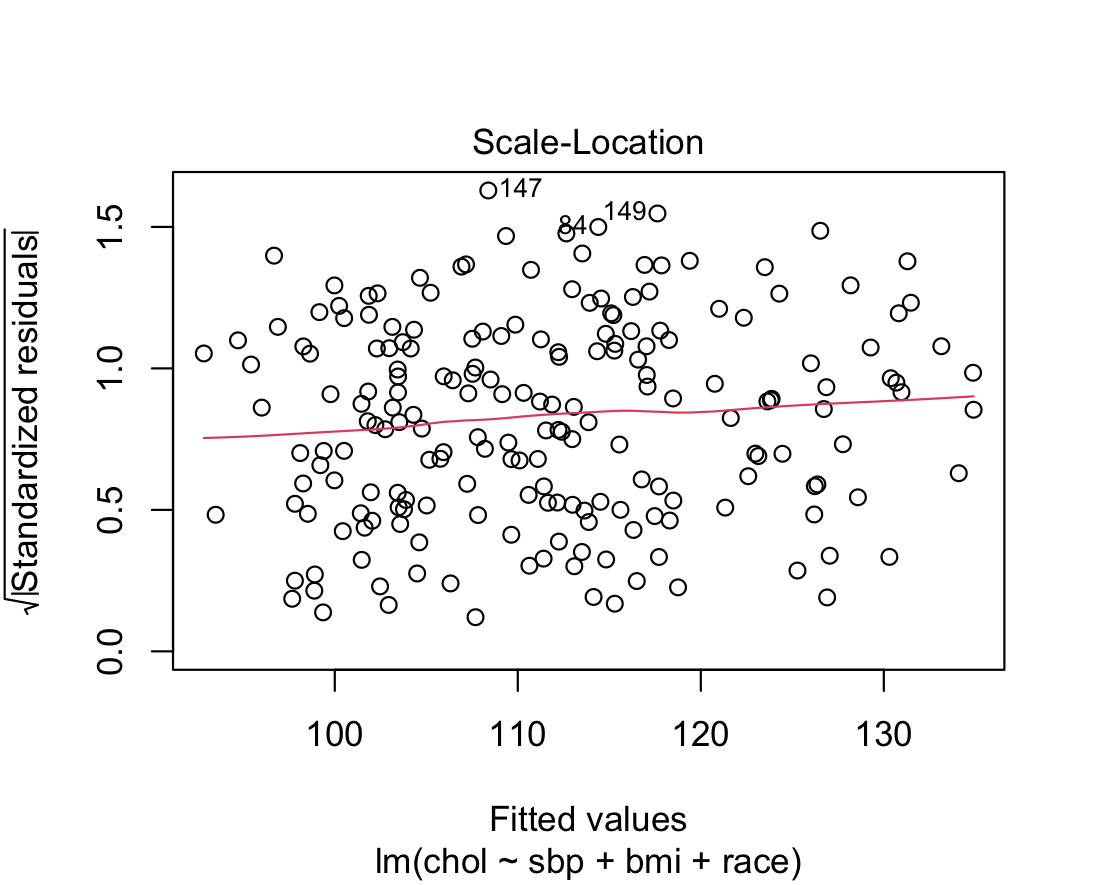 Scale-Location
√|Standardized residuals|
147
149
84
1.5
1.0
0.5
0.0
100 110 120 130
Fitted values
lm(chol ~ sbp + bmi + race)